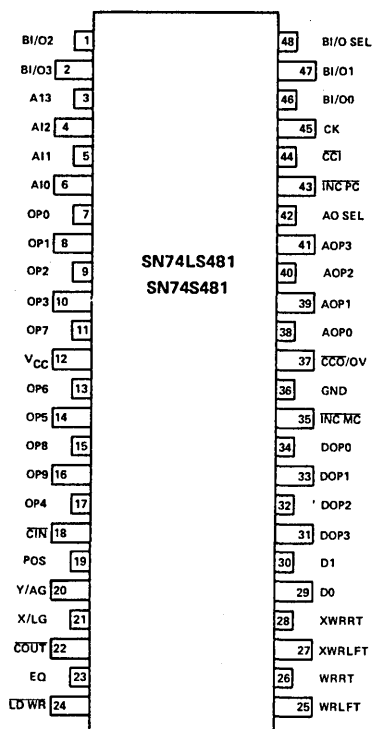 BI/O2 1 48 BI/O SEL
BI/O3 2 47 BI/O1
A13 3 46 BI/O0
AI2 4 45 CK
AI1 5 44 CCI
AI0 6 43 INC PC
OP0 7 42 AO SEL
OP1 8 41 AOP3
SN74LS481
SN74S481
OP2 9 40 AOP2
OP3 10 39 AOP1
OP7 11 38 AOP0
VCC 12 37 CCO/OV
OP6 13 36 GND
OP5 14 35 INC MC
OP8 15 34 DOP0
OP9 16 33 DOP1
OP4 17 32 DOP2
CIN 18 31 DOP3
POS 19 30 D1
Y/AG 20 29 D0
X/LG 21 28 XWRRT
COUT 22 27 XWRLFT
EQ 23 26 WRRT
LD WR 24 25 WRLFT